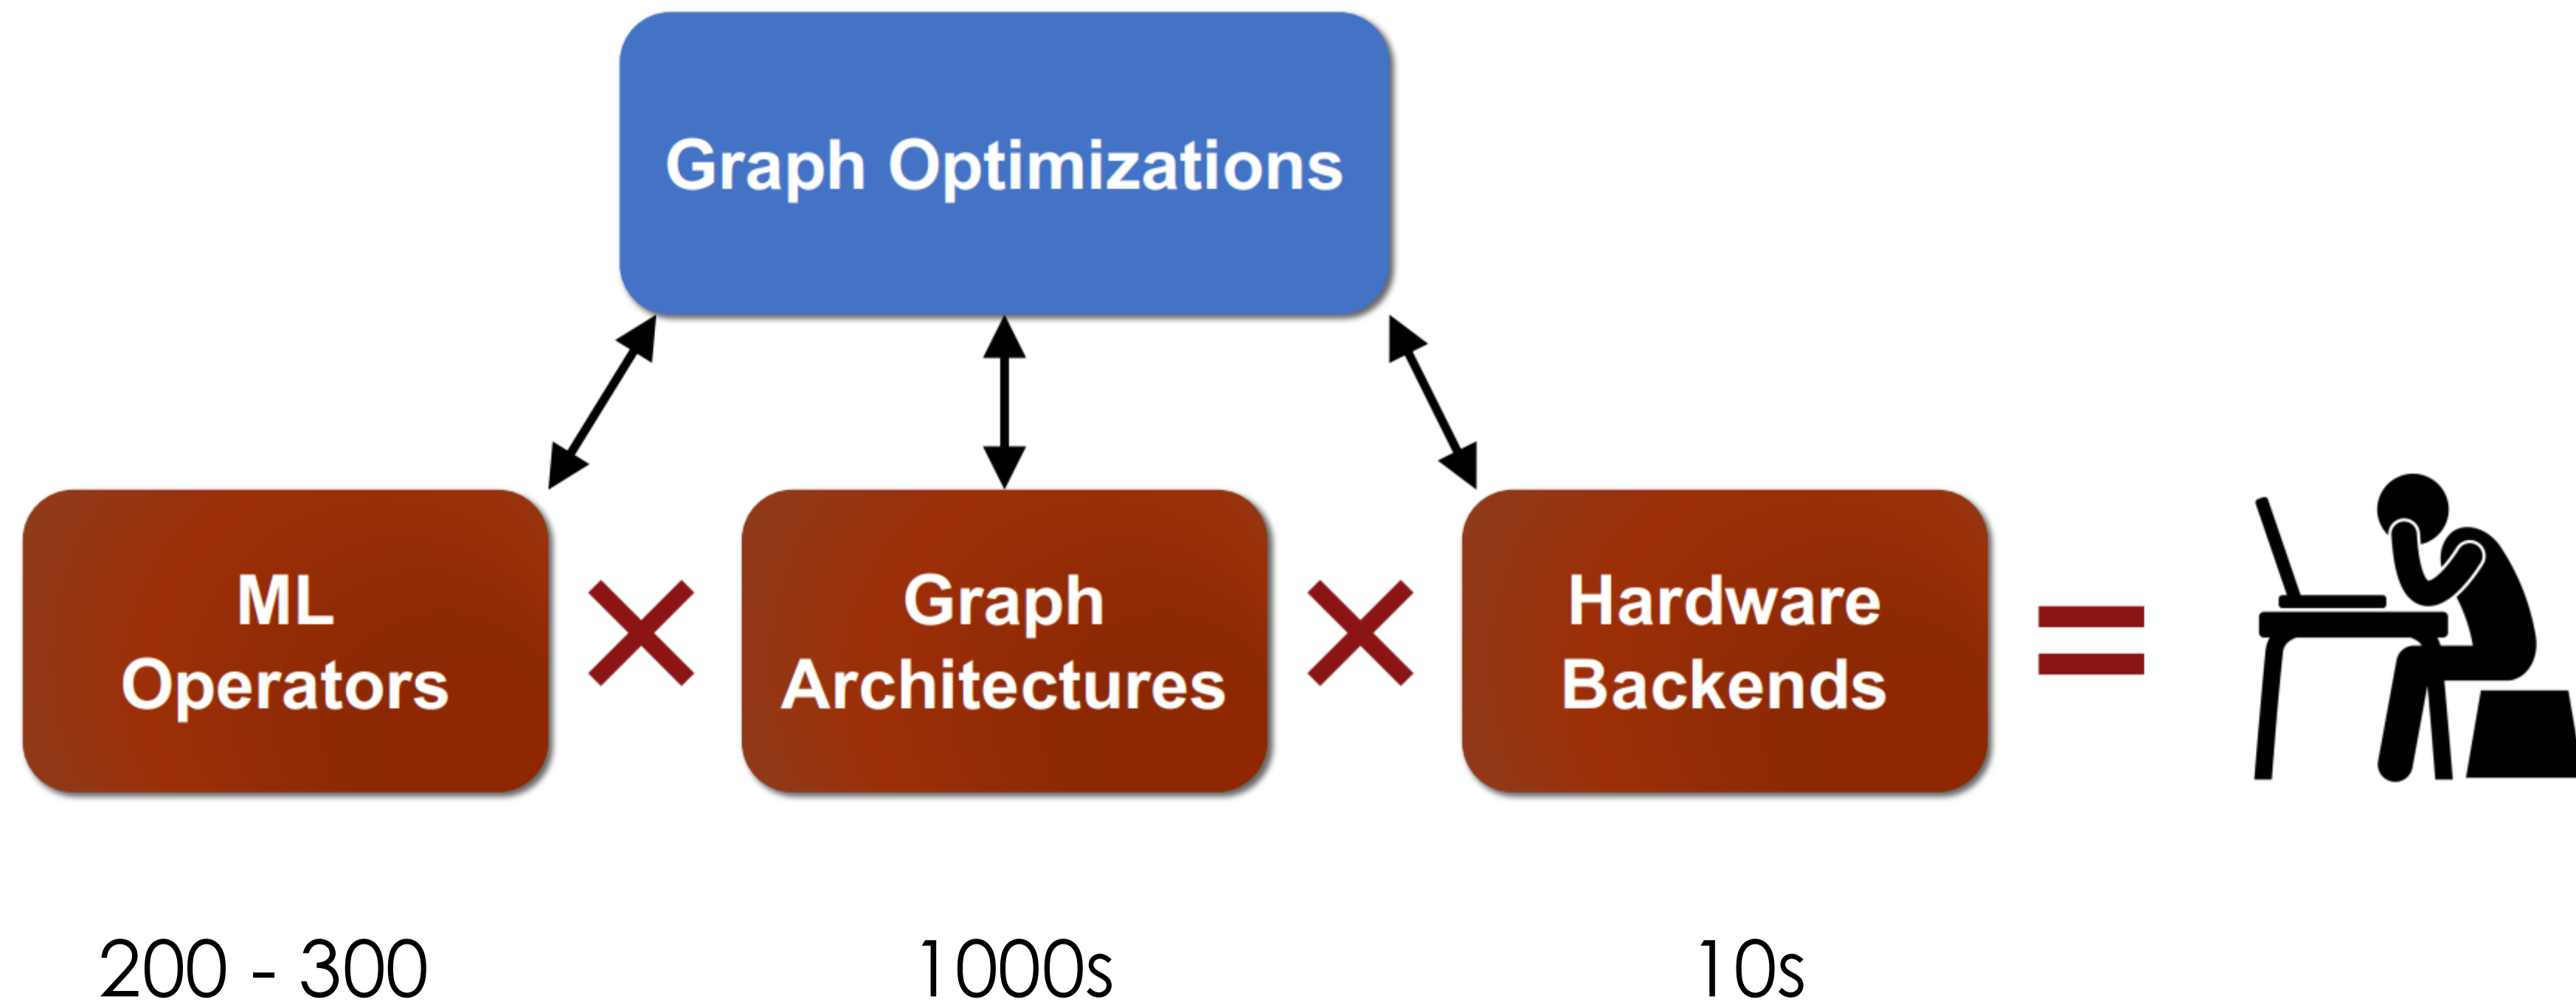 Graph Optimizations
ML
Operators
Graph
Architectures
Hardware
Backends
200 - 300
1000s
10s